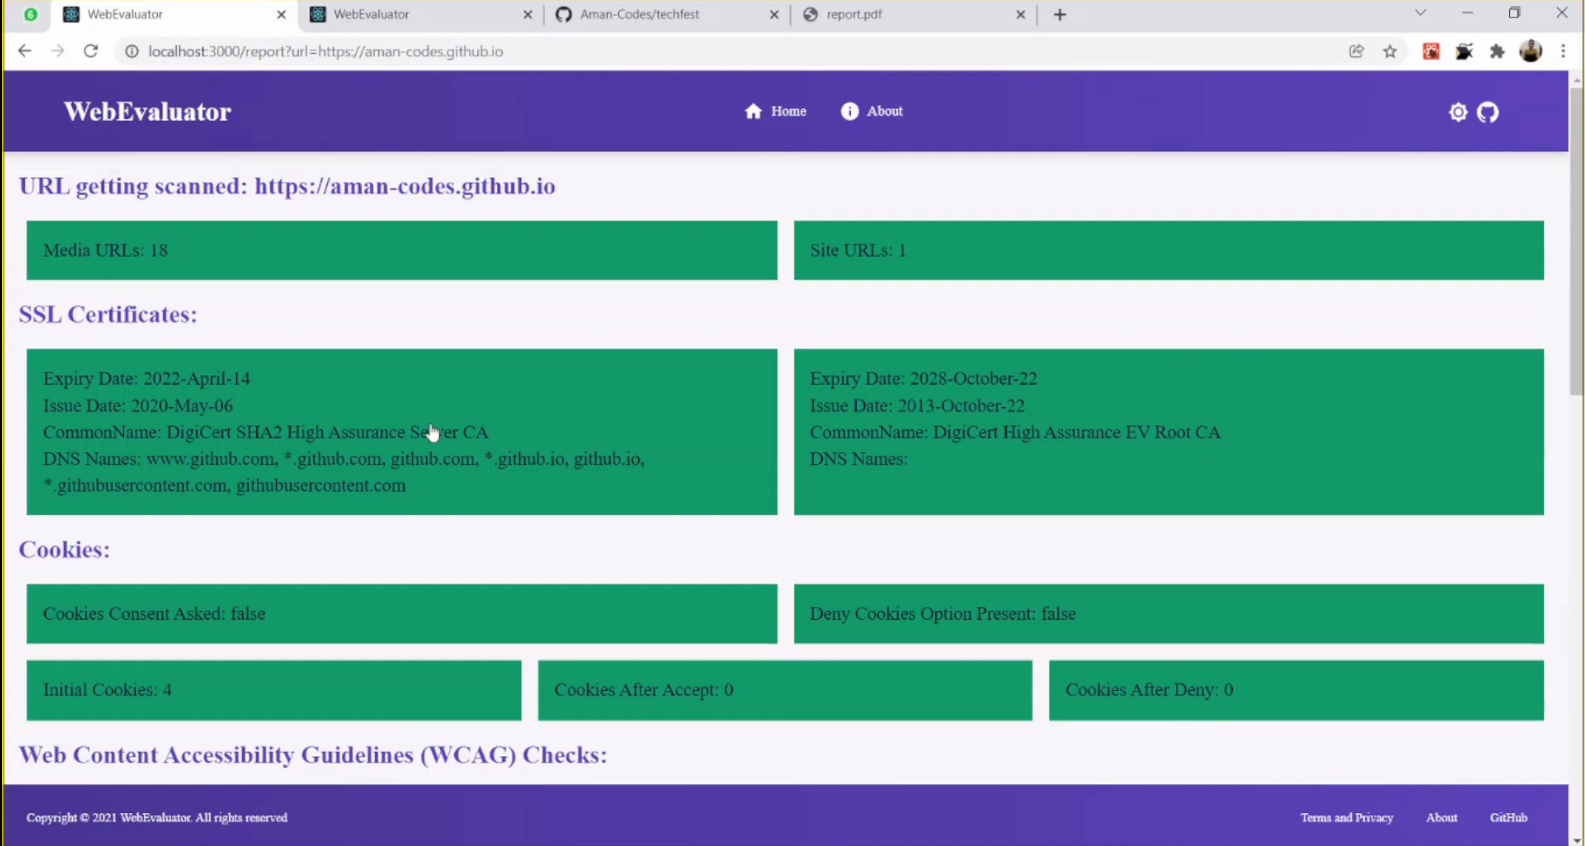 6
WebEvaluator
WebEvaluator
Aman-Codes/techfest
report.pdf
localhost:3000/report?url=https://aman-codes.github.io
WebEvaluator
Home
About
URL getting scanned: https://aman-codes.github.io
Media URLs: 18
Site URLs: 1
SSL Certificates:
Expiry Date: 2022-April-14
Issue Date: 2020-May-06
CommonName: DigiCert SHA2 High Assurance Server CA
DNS Names: www.github.com, *.github.com, github.com, *.github.io, github.io,
*.githubusercontent.com, githubusercontent.com
Expiry Date: 2028-October-22
Issue Date: 2013-October-22
CommonName: DigiCert High Assurance EV Root CA
DNS Names:
Cookies:
Cookies Consent Asked: false
Deny Cookies Option Present: false
Initial Cookies: 4
Cookies After Accept: 0
Cookies After Deny: 0
Web Content Accessibility Guidelines (WCAG) Checks:
Copyright © 2021 WebEvaluator. All rights reserved
Terms and Privacy
About
GitHub